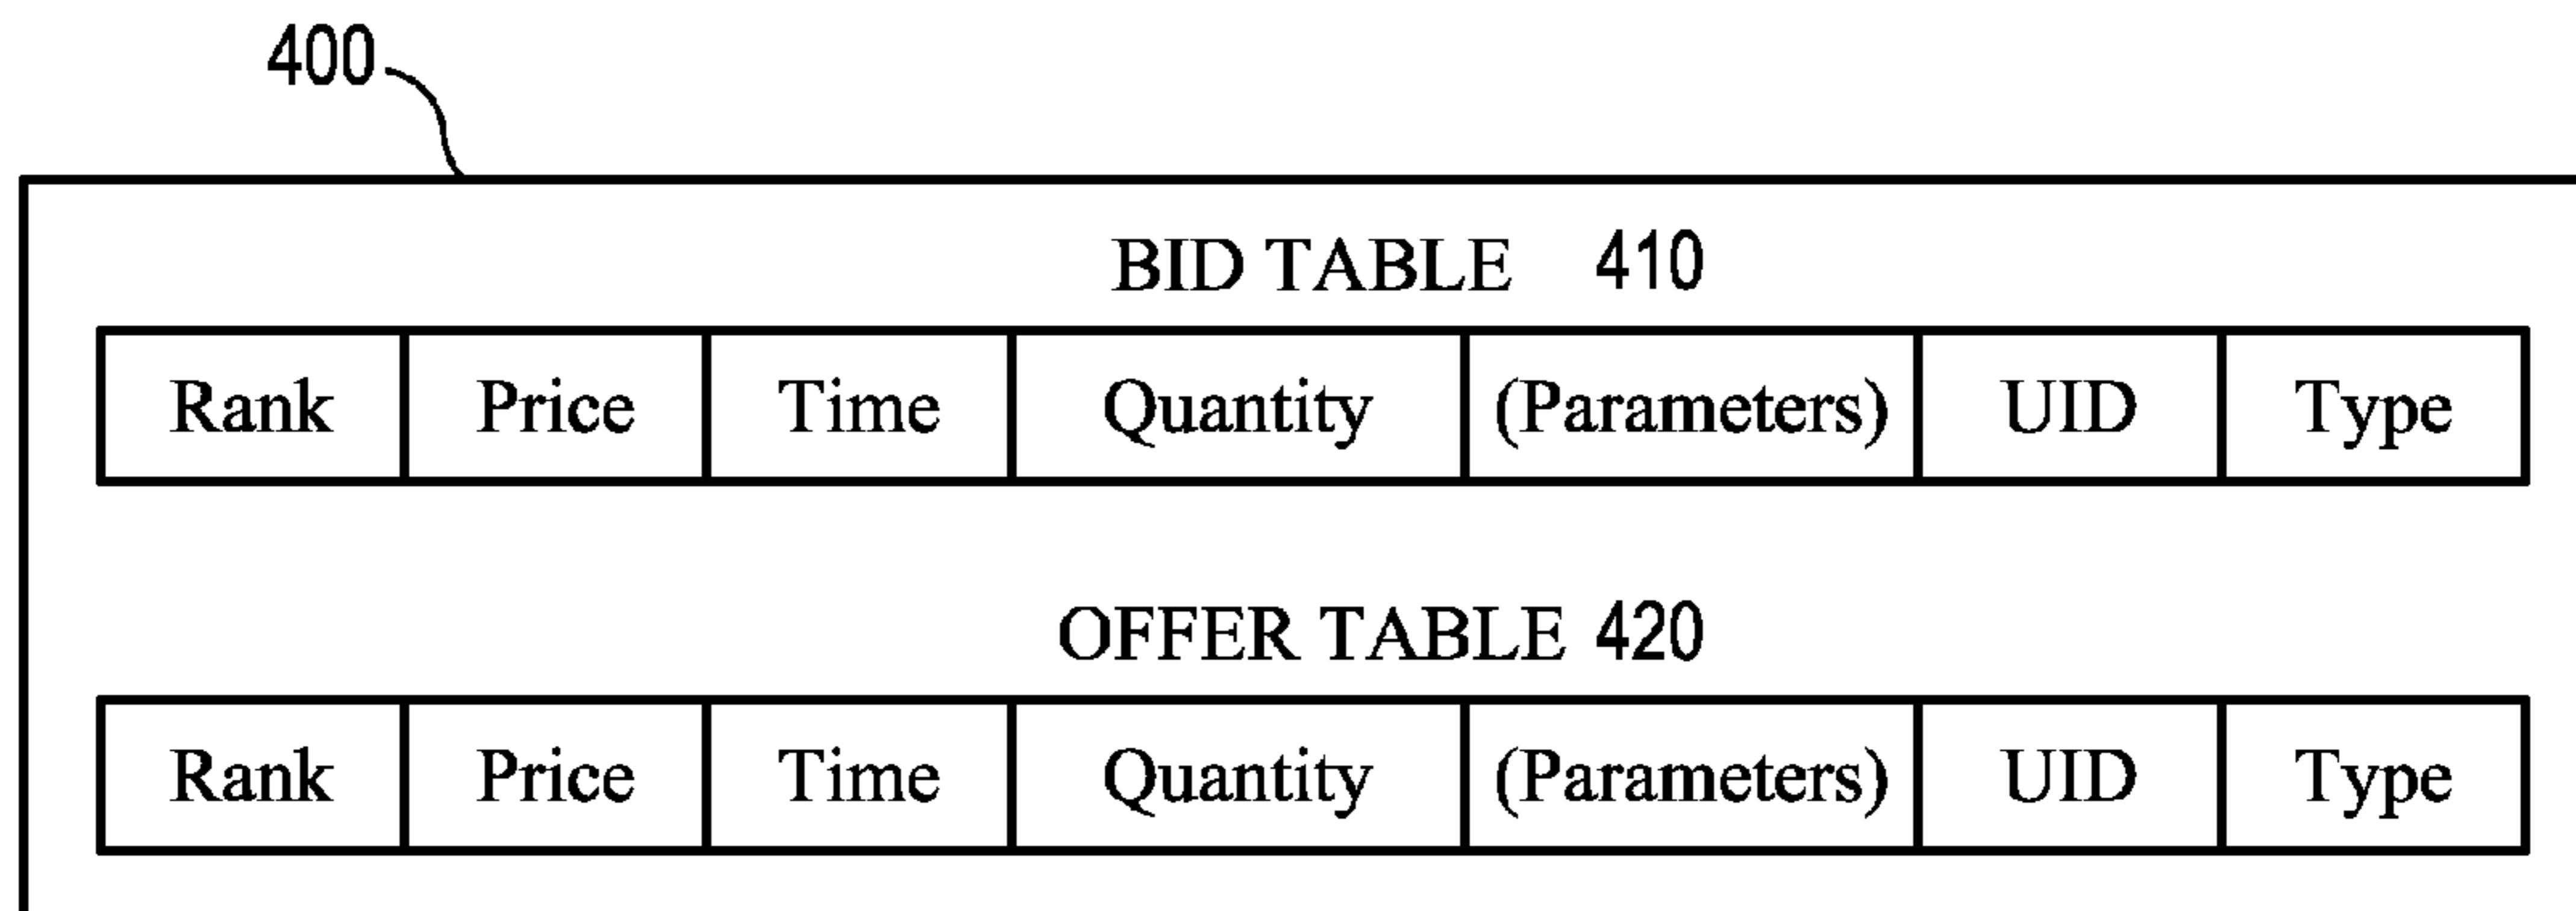 400
BID TABLE 410
Rank Price Time Quantity (Parameters) UID Type
OFFER TABLE 420
Rank Price Time Quantity (Parameters) UID Type